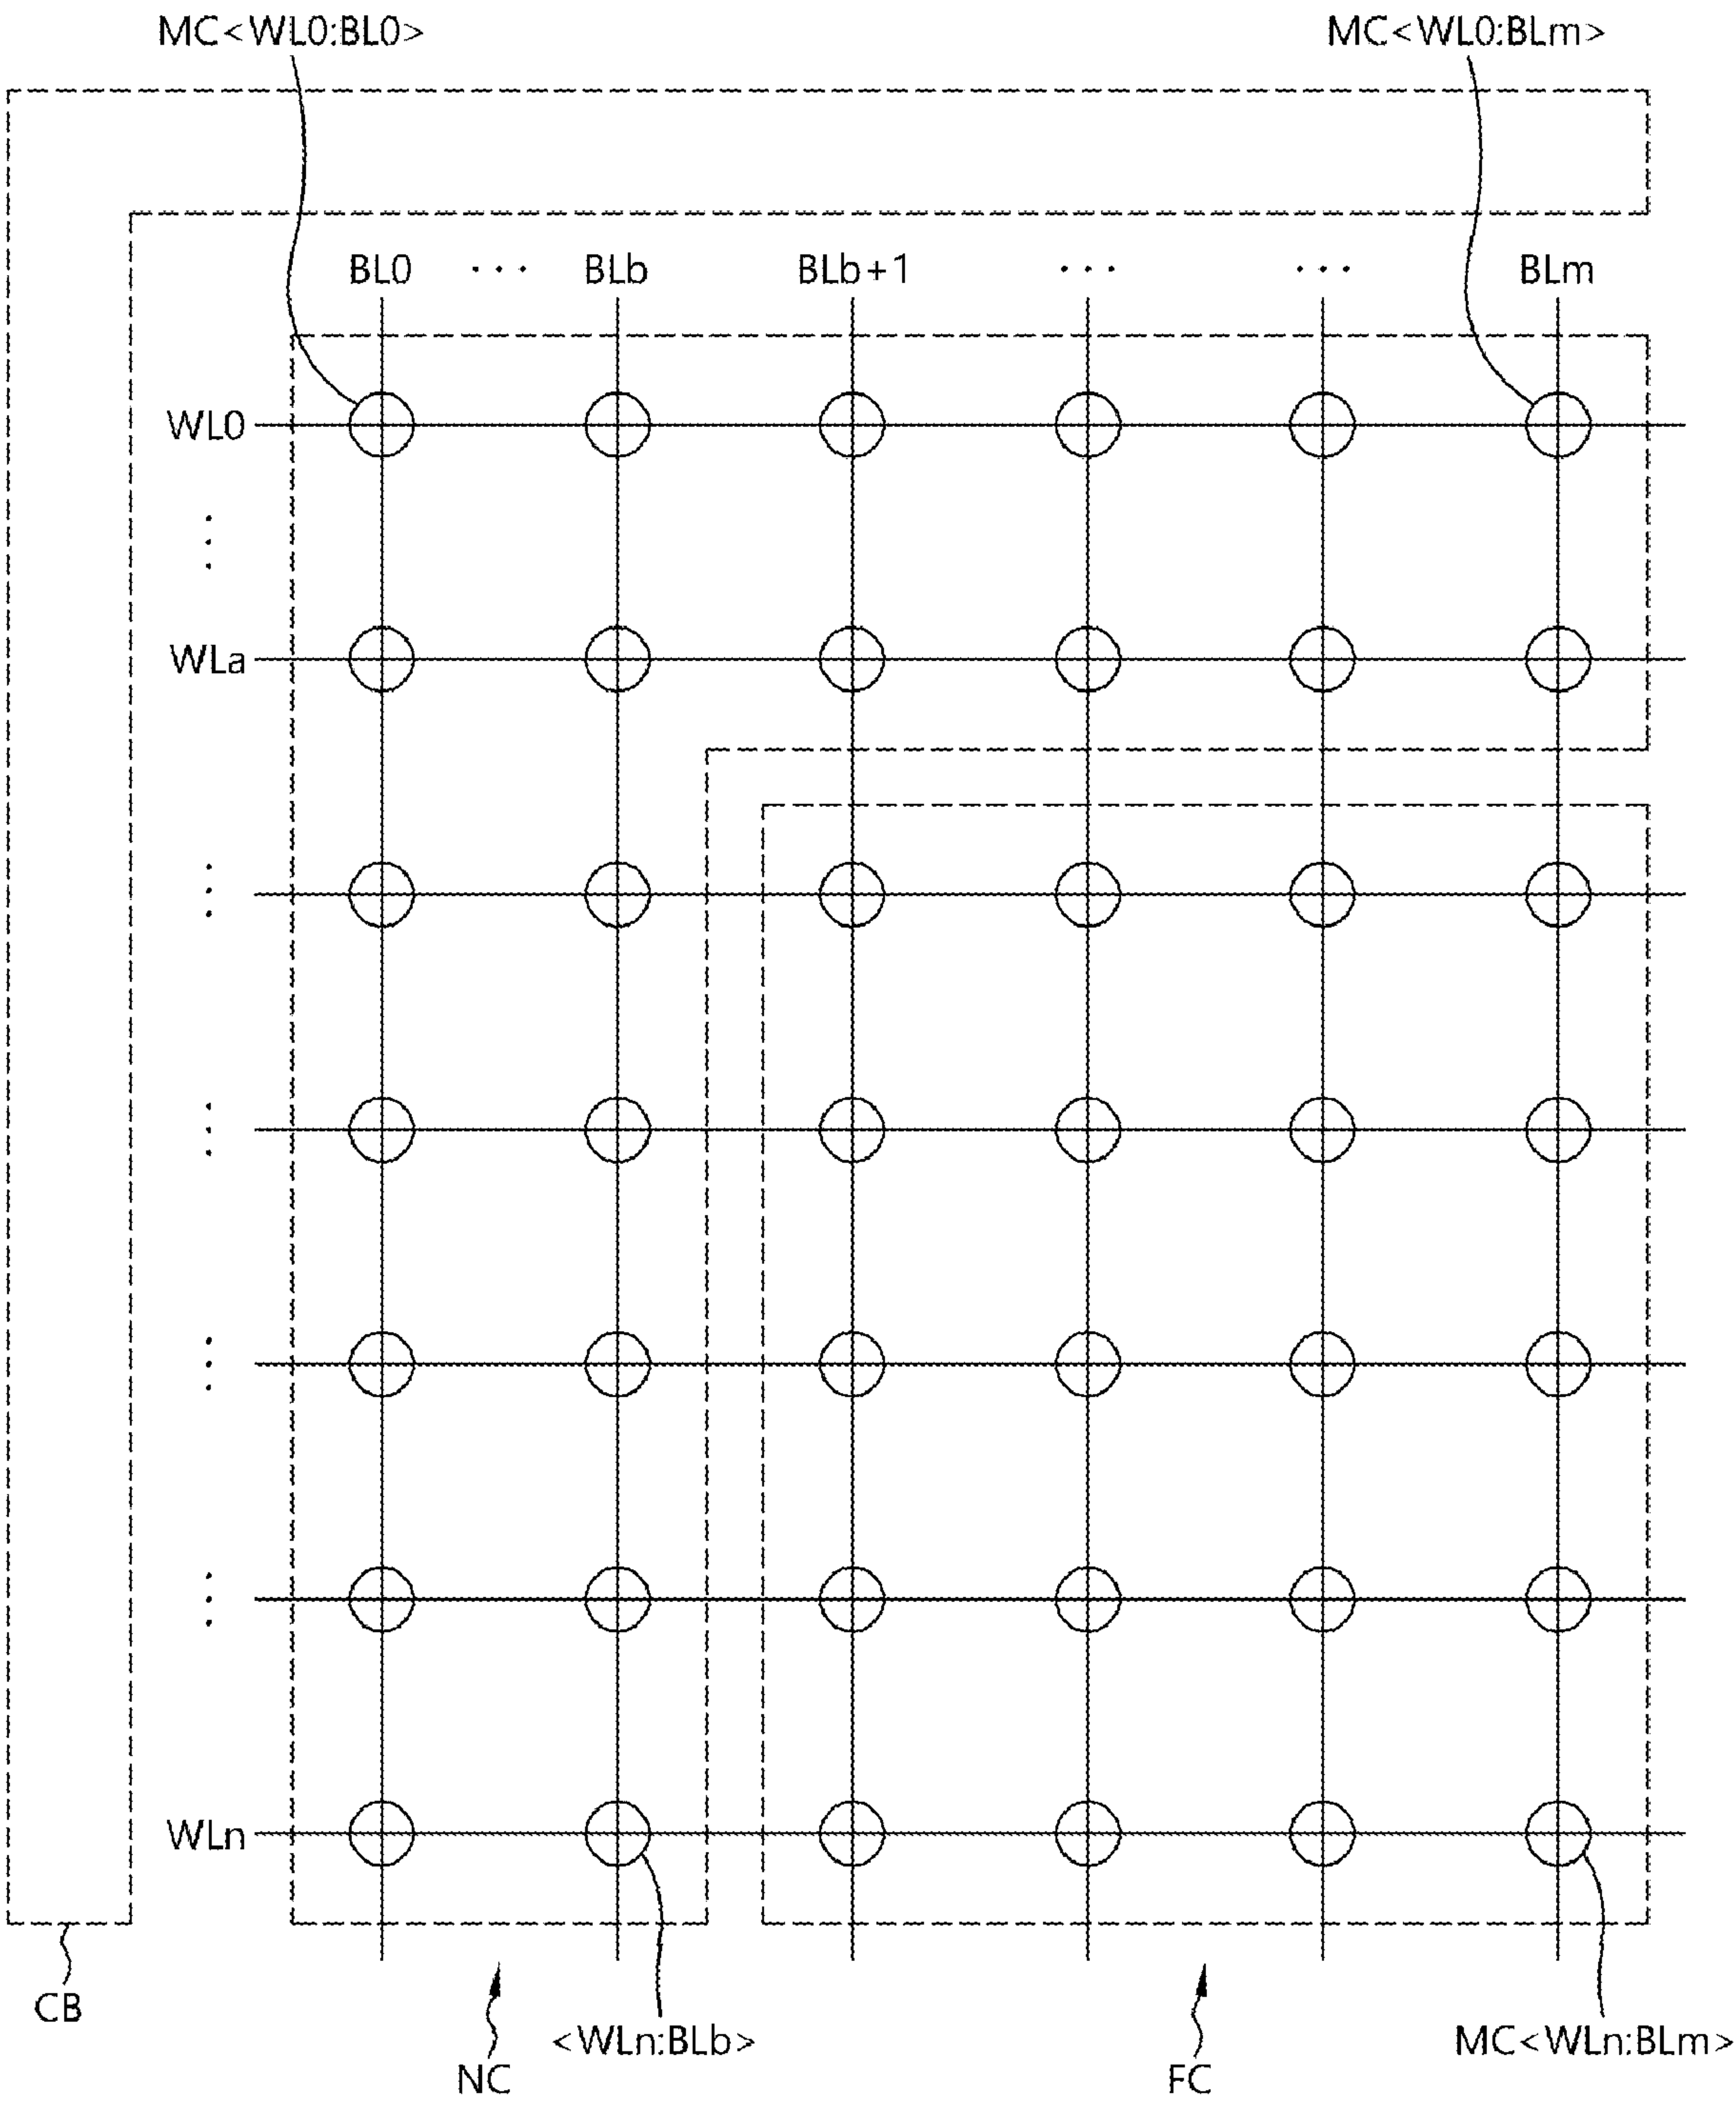 MC<WL0:BL0> MC<WL0:BLm>
BL0 ··· BLb BLb+1 ··· ··· BLm
WL0
⋮
WLa
⋮
⋮
⋮
⋮
WLn
CB
<WLn:BLb> MC<WLn:BLm>
NC FC